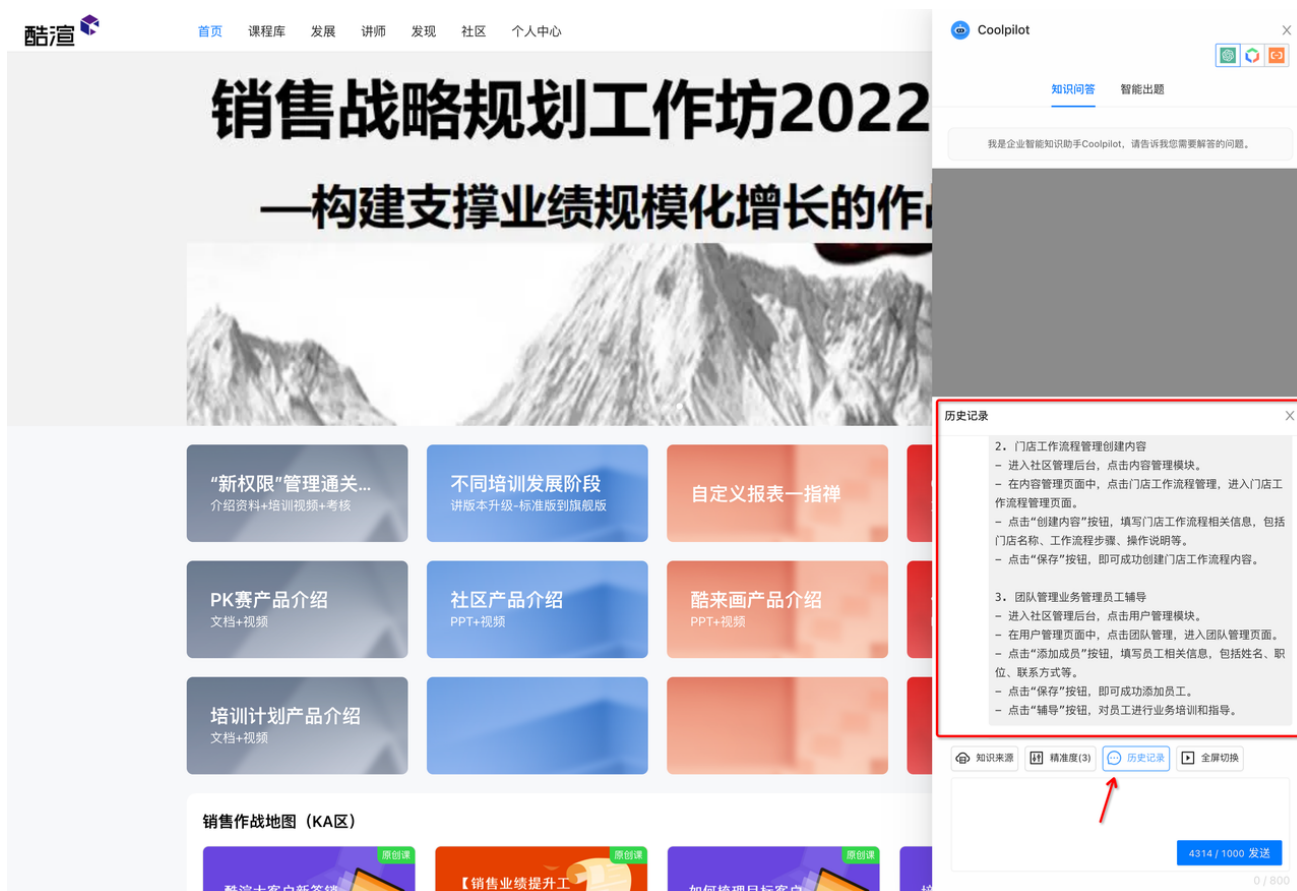 酷渲
首页 课程库 发展 讲师 发现 社区 个人中心
销售战略规划工作坊2022
—构建支撑业绩规模化增长的作
“新权限”管理通关...
介绍资料+培训视频+考核
不同培训发展阶段
讲版本升级-标准版到旗舰版
自定义报表一指禅
PK赛产品介绍
文档+视频
社区产品介绍
PPT+视频
酷来画产品介绍
PPT+视频
培训计划产品介绍
文档+视频
销售作战地图（KA区）
原创课
原创课
【销售业绩提升工
原创课
Coolpilot
知识问答 智能出题
我是企业智能知识助手Coolpilot，请告诉我您需要解答的问题。
历史记录
2. 门店工作流程管理创建内容
- 进入社区管理后台，点击内容管理模块。
- 在内容管理页面中，点击门店工作流程管理，进入门店工
作流程管理页面。
- 点击“创建内容”按钮，填写门店工作流程相关信息，包括
门店名称、工作流程步骤、操作说明等。
- 点击“保存”按钮，即可成功创建门店工作流程内容。
3. 团队管理业务管理员工辅导
- 进入社区管理后台，点击用户管理模块。
- 在用户管理页面中，点击团队管理，进入团队管理页面。
- 点击“添加成员”按钮，填写员工相关信息，包括姓名、职
位、联系方式等。
- 点击“保存”按钮，即可成功添加员工。
- 点击“辅导”按钮，对员工进行业务培训和指导。
知识来源 精准度(3) 历史记录 全屏切换
4314 / 1000 发送
0 / 800